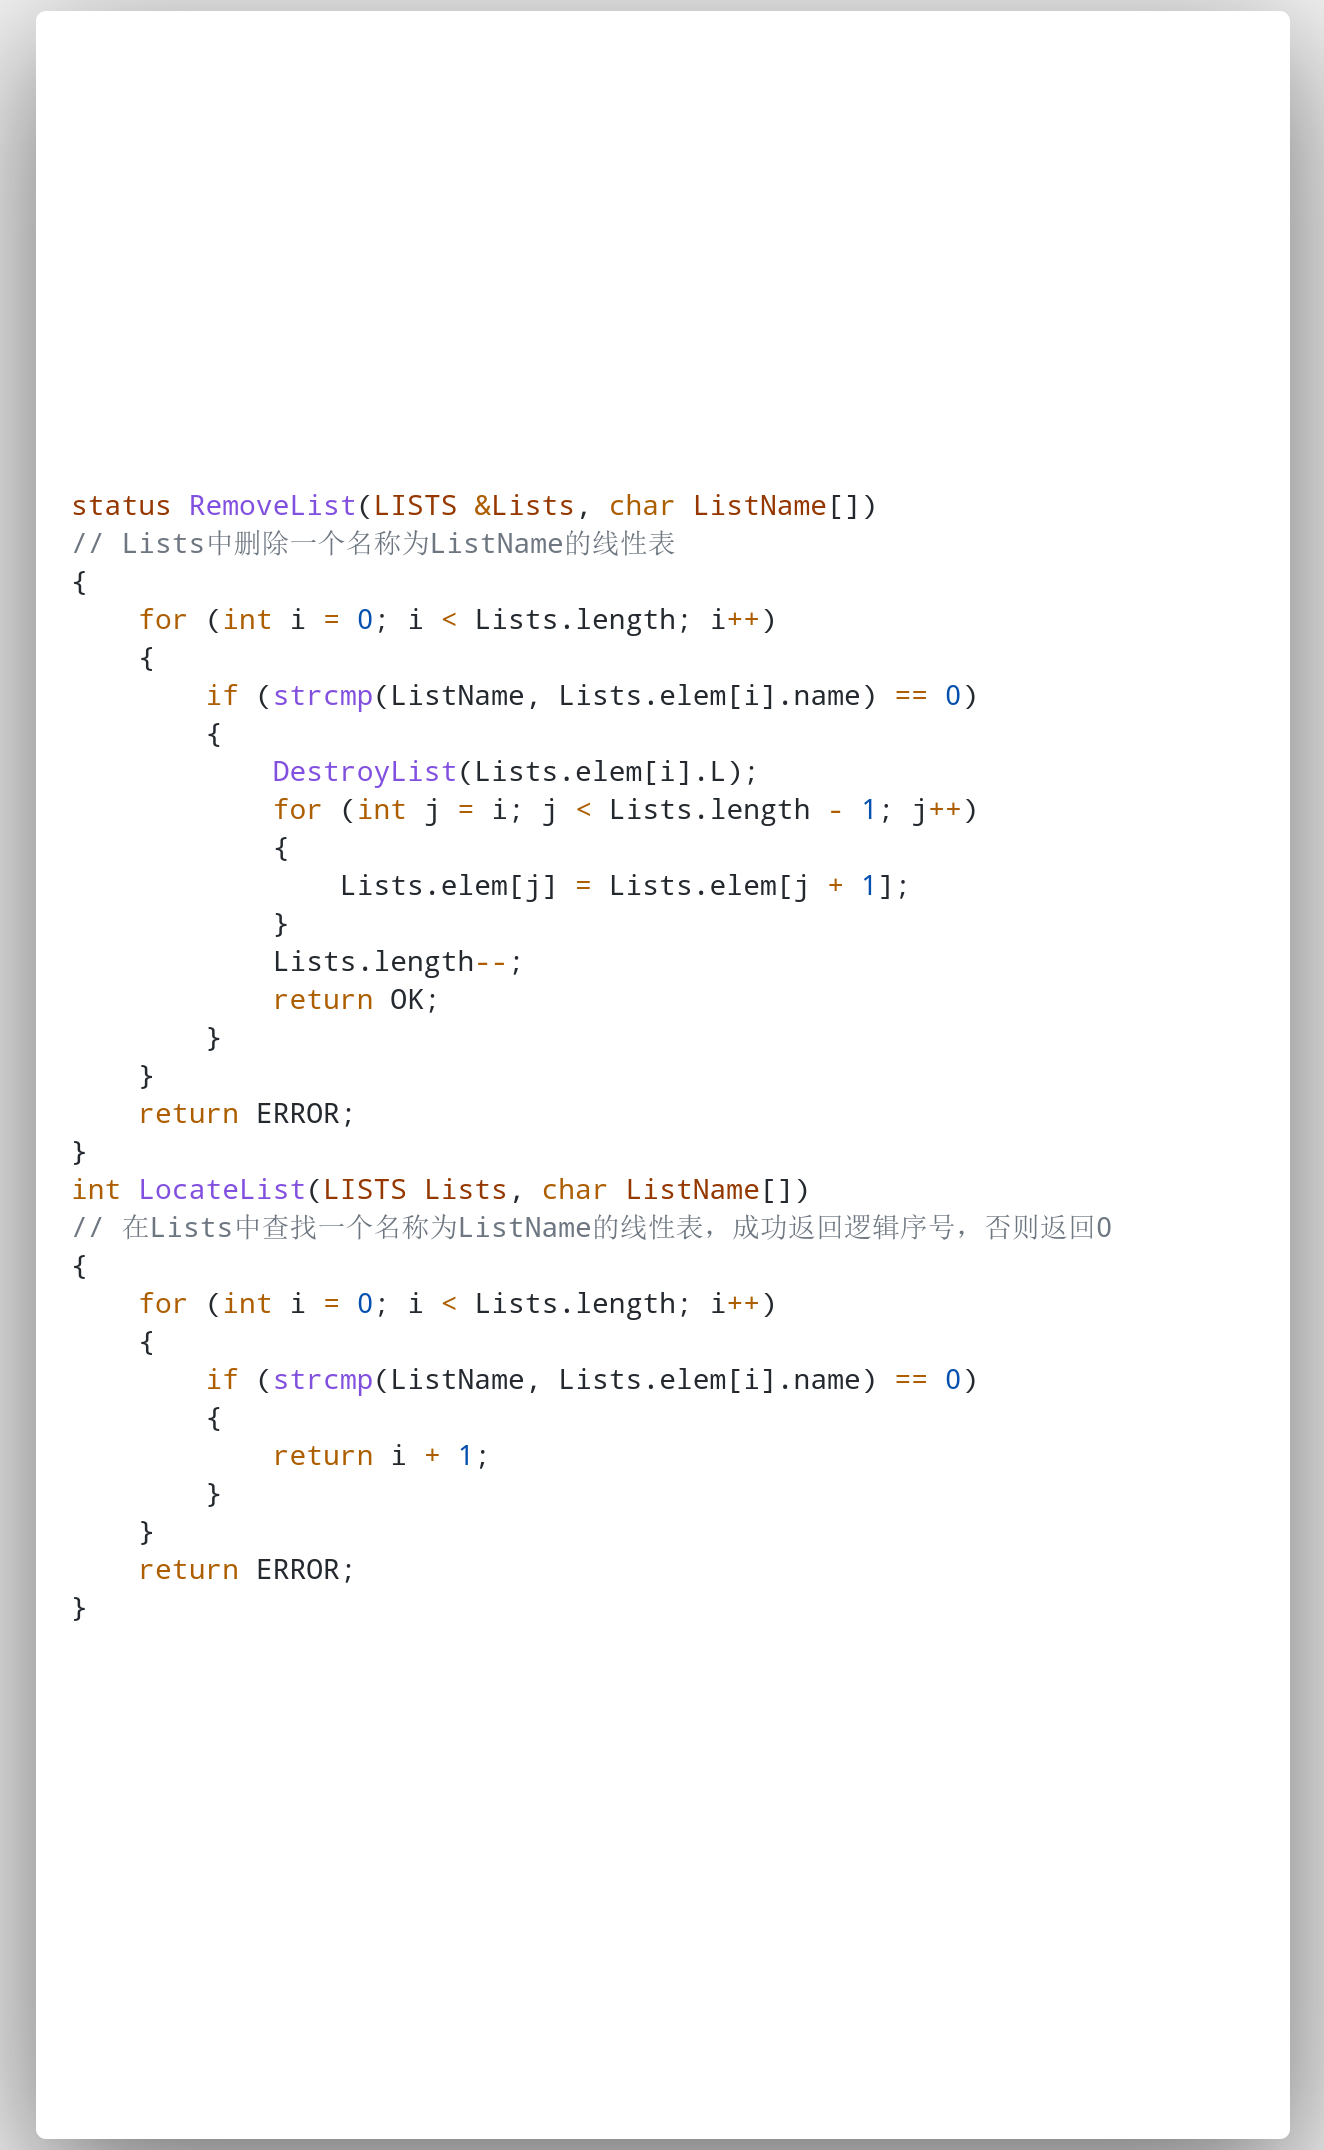 status RemoveList(LISTS &Lists, char ListName[])
// Lists中删除一个名称为ListName的线性表
{
    for (int i = 0; i < Lists.length; i++)
    {
        if (strcmp(ListName, Lists.elem[i].name) == 0)
        {
            DestroyList(Lists.elem[i].L);
            for (int j = i; j < Lists.length - 1; j++)
            {
                Lists.elem[j] = Lists.elem[j + 1];
            }
            Lists.length--;
            return OK;
        }
    }
    return ERROR;
}
int LocateList(LISTS Lists, char ListName[])
// 在Lists中查找一个名称为ListName的线性表，成功返回逻辑序号，否则返回0
{
    for (int i = 0; i < Lists.length; i++)
    {
        if (strcmp(ListName, Lists.elem[i].name) == 0)
        {
            return i + 1;
        }
    }
    return ERROR;
}